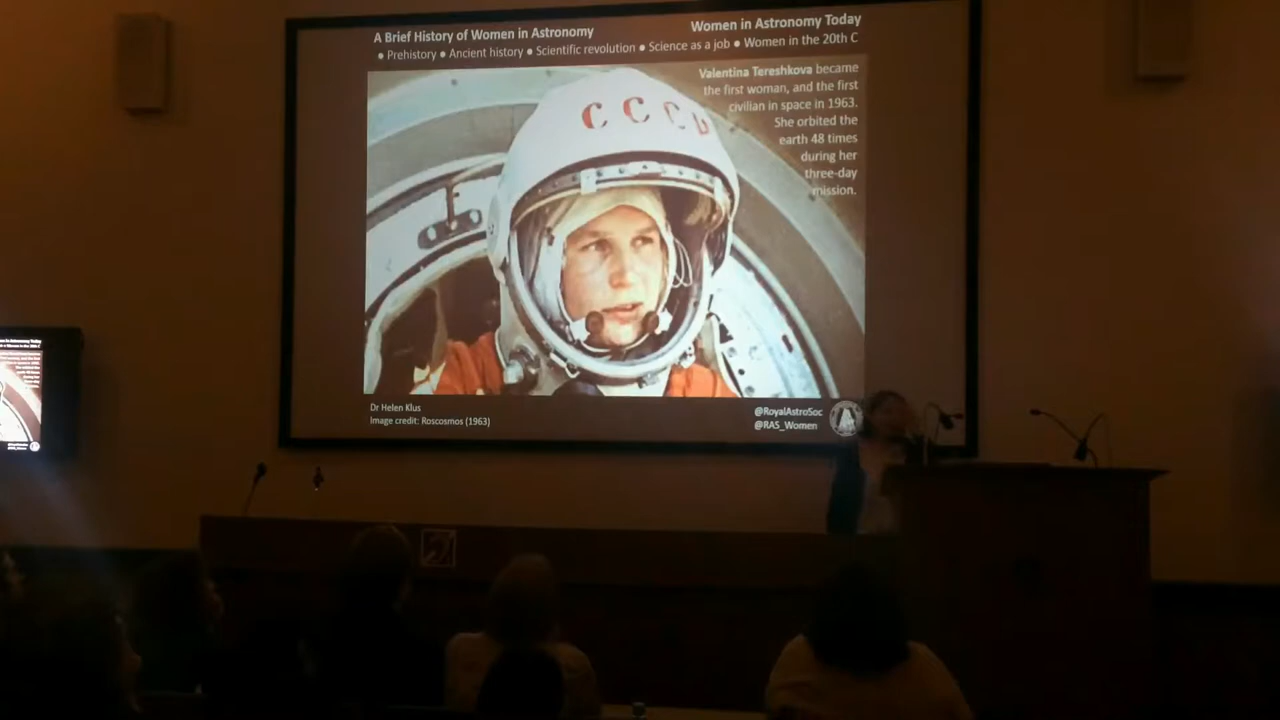 A Brief History of Women in Astronomy
Women in Astronomy Today
• Prehistory • Ancient history • Scientific revolution • Science as a job • Women in the 20th C
Valentina Tereshkova became
the first woman, and the first
civilian in space in 1963.
She orbited the
earth 48 times
during her
three-day
mission.
СССР
Dr Helen Klus
Image credit: Roscosmos (1963)
@RoyalAstroSoc
@RAS_Women